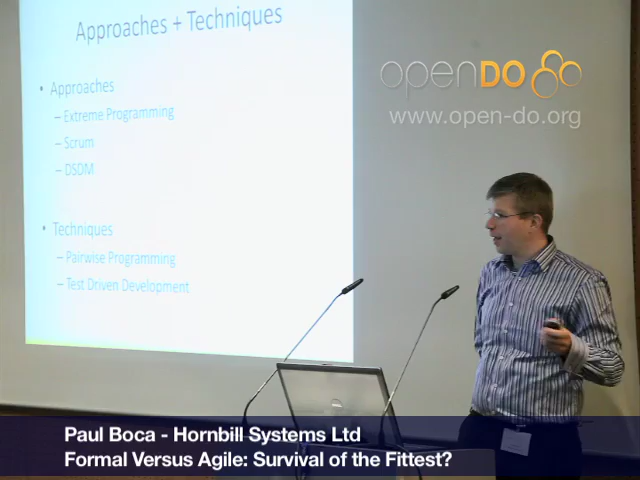 Approaches + Techniques
• Approaches
– Extreme Programming
– Scrum
– DSDM
• Techniques
– Pairwise Programming
– Test Driven Development
openDO
www.open-do.org
Paul Boca - Hornbill Systems Ltd
Formal Versus Agile: Survival of the Fittest?